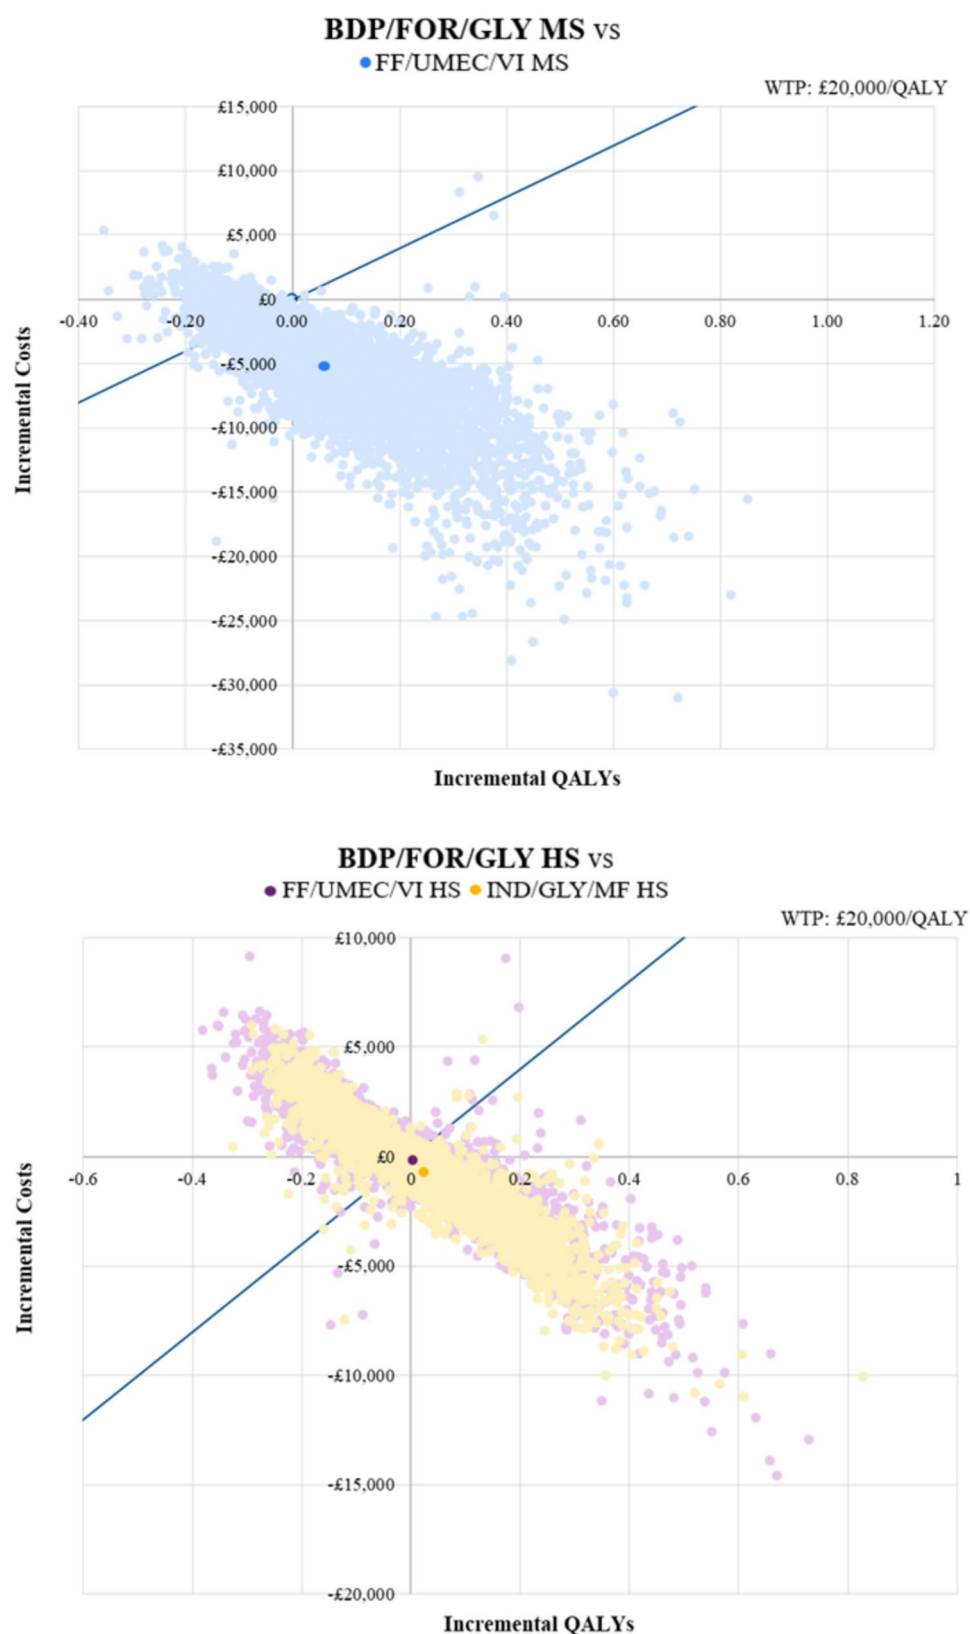 BDP/FOR/GLY MS vs
FF/UMEC/VI MS
WTP: £20,000/QALY
£15,000
£10,000
£5,000
£0
-0.40 -0.20 0.00 0.20 0.40 0.60 0.80 1.00 1.20
-£5,000
-£10,000
-£15,000
-£20,000
-£25,000
-£30,000
-£35,000
Incremental Costs
Incremental QALYs
BDP/FOR/GLY HS vs
FF/UMEC/VI HS IND/GLY/MF HS
WTP: £20,000/QALY
£10,000
£5,000
£0
-0.6 -0.4 -0.2 0 0.2 0.4 0.6 0.8 1
-£5,000
-£10,000
-£15,000
-£20,000
Incremental Costs
Incremental QALYs